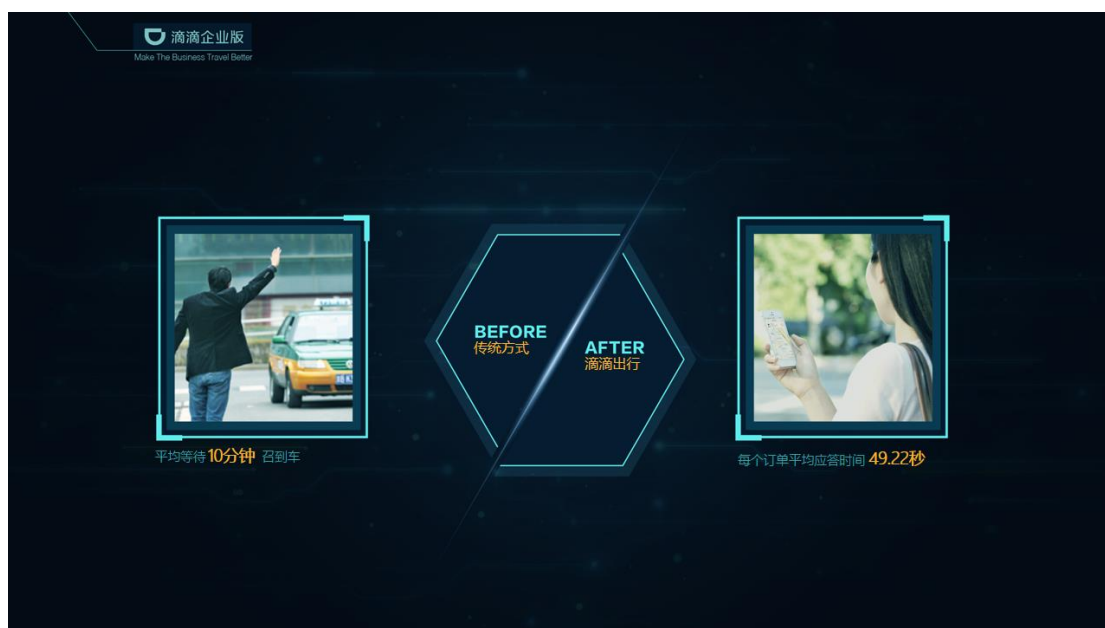 滴滴企业版
Make The Business Travel Better
BEFORE
传统方式
AFTER
滴滴出行
平均等待10分钟 召到车
每个订单平均应答时间 49.22秒